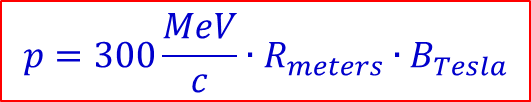 p = 300 MeV/c · R_meters · B_Tesla